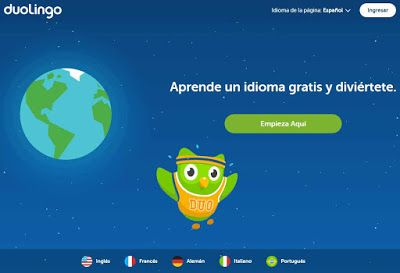 duolingo
Idioma de la página: Español
Ingresar
Aprende un idioma gratis y diviértete.
Empieza Aquí
DUO
Inglés
Francés
Alemán
Italiano
Portugués